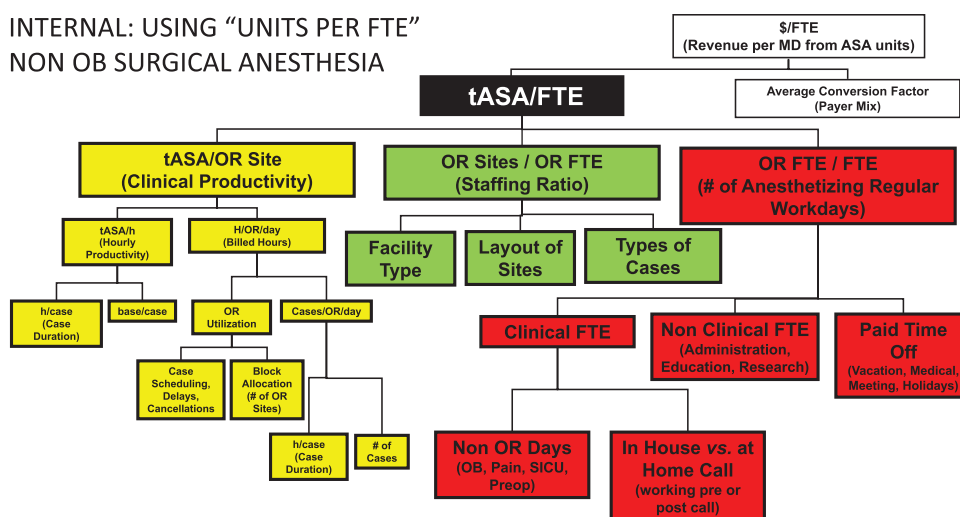 INTERNAL: USING “UNITS PER FTE”
NON OB SURGICAL ANESTHESIA
$/FTE
(Revenue per MD from ASA units)
tASA/FTE
Average Conversion Factor
(Payer Mix)
tASA/OR Site
(Clinical Productivity)
OR Sites / OR FTE
(Staffing Ratio)
OR FTE / FTE
(# of Anesthetizing Regular
Workdays)
tASA/h
(Hourly
Productivity)
H/OR/day
(Billed Hours)
Facility
Type
Layout of
Sites
Types of
Cases
h/case
(Case
Duration)
base/case
OR
Utilization
Cases/OR/day
Clinical FTE
Non Clinical FTE
(Administration,
Education, Research)
Paid Time
Off
(Vacation, Medical,
Meeting, Holidays)
Case
Scheduling,
Delays,
Cancellations
Block
Allocation
(# of OR
Sites)
h/case
(Case
Duration)
# of
Cases
Non OR Days
(OB, Pain, SICU,
Preop)
In House vs. at
Home Call
(working pre or
post call)